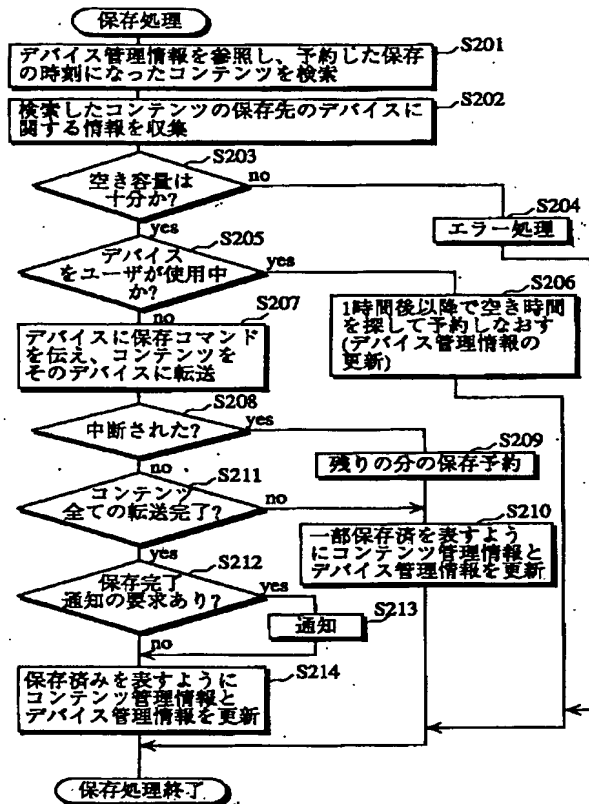 保存処理
S201
デバイス管理情報を参照し、予約した保存
の時刻になったコンテンツを検索
S202
検索したコンテンツの保存先のデバイスに
関する情報を収集
S203
空き容量は
十分か?
no
yes
S204
エラー処理
S205
デバイス
をユーザが使用中
か?
yes
no
S206
1時間後以降で空き時間
を探して予約しなおす
(デバイス管理情報の
更新)
S207
デバイスに保存コマンド
を伝え、コンテンツを
そのデバイスに転送
S208
中断された?
yes
no
S209
残りの分の保存予約
S211
コンテンツ
全ての転送完了?
no
yes
S210
一部保存済を表すよう
にコンテンツ管理情報と
デバイス管理情報を更新
S212
保存完了
通知の要求あり?
yes
no
S213
通知
S214
保存済みを表すように
コンテンツ管理情報と
デバイス管理情報を更新
保存処理終了